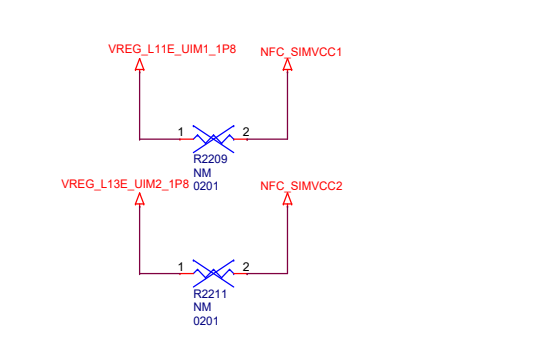 VREG_L11E_UIM1_1P8
NFC_SIMVCC1
1
2
R2209
NM
0201
VREG_L13E_UIM2_1P8
NFC_SIMVCC2
1
2
R2211
NM
0201